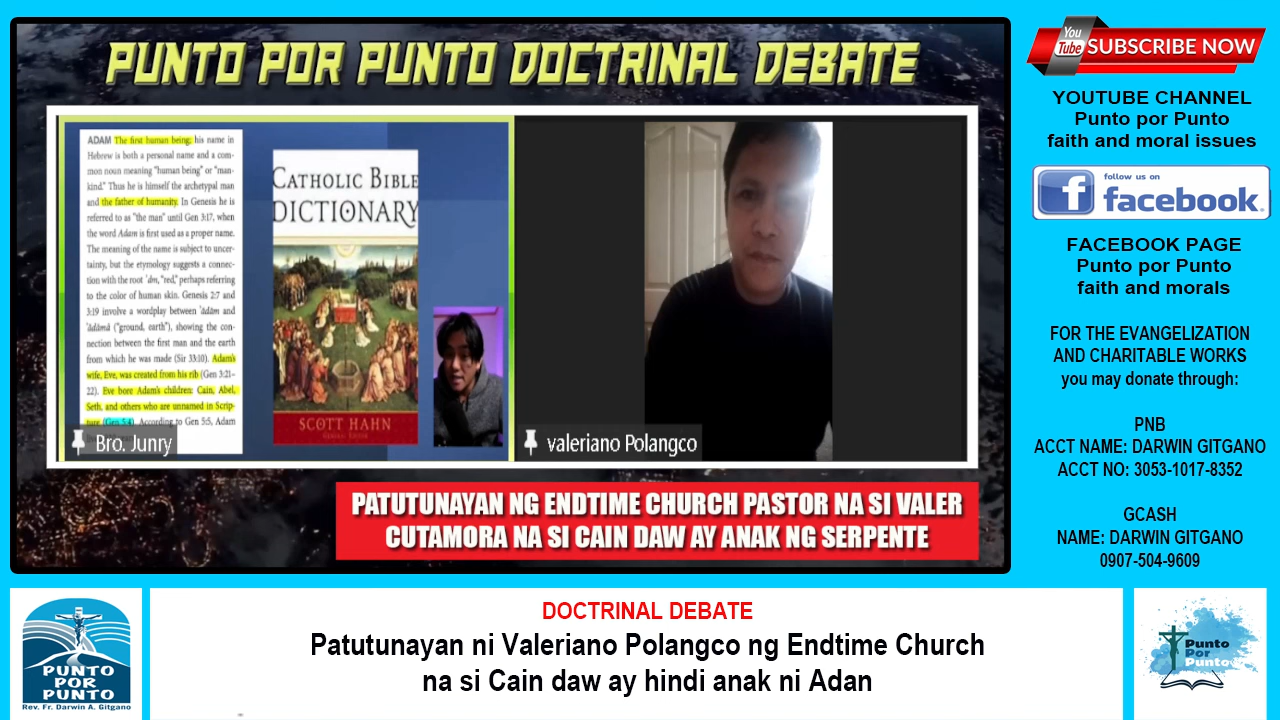 PUNTO POR PUNTO DOCTRINAL DEBATE
ADAM The first human being; his name in
Hebrew is both a personal name and a com-
mon noun meaning "human being" or "man-
kind." Thus he is himself the archetypal man
and the father of humanity. In Genesis he is
referred to as "the man" until Gen 3:17, when
the word Adam is first used as a proper name.
The meaning of the name is subject to uncer-
tainty, but the etymology suggests a connec-
tion with the root 'dm, "red," perhaps referring
to the color of human skin. Genesis 2:7 and
3:19 involve a wordplay between 'ādām and
'ădāmâ ("ground, earth"), showing the con-
nection between the first man and the earth
from which he was made (Sir 33:10). Adam's
wife, Eve, was created from his rib (Gen 3:21–
22). Eve bore Adam's children: Cain, Abel,
Seth, and others who are unnamed in Scrip-
ture (Gen 5:4). According to Gen 5:5, Adam
Bro. Junry
CATHOLIC BIBLE
DICTIONARY
SCOTT HAHN
GENERAL EDITOR
valeriano Polangco
PATUTUNAYAN NG ENDTIME CHURCH PASTOR NA SI VALER
CUTAMORA NA SI CAIN DAW AY ANAK NG SERPENTE
You
Tube SUBSCRIBE NOW
YOUTUBE CHANNEL
Punto por Punto
faith and moral issues
follow us on
facebook
FACEBOOK PAGE
Punto por Punto
faith and morals
FOR THE EVANGELIZATION
AND CHARITABLE WORKS
you may donate through:
PNB
ACCT NAME: DARWIN GITGANO
ACCT NO: 3053-1017-8352
GCASH
NAME: DARWIN GITGANO
0907-504-9609
PUNTO
POR
PUNTO
Rev. Fr. Darwin A. Gitgano
DOCTRINAL DEBATE
Patutunayan ni Valeriano Polangco ng Endtime Church
na si Cain daw ay hindi anak ni Adan
Punto
Por
Punto